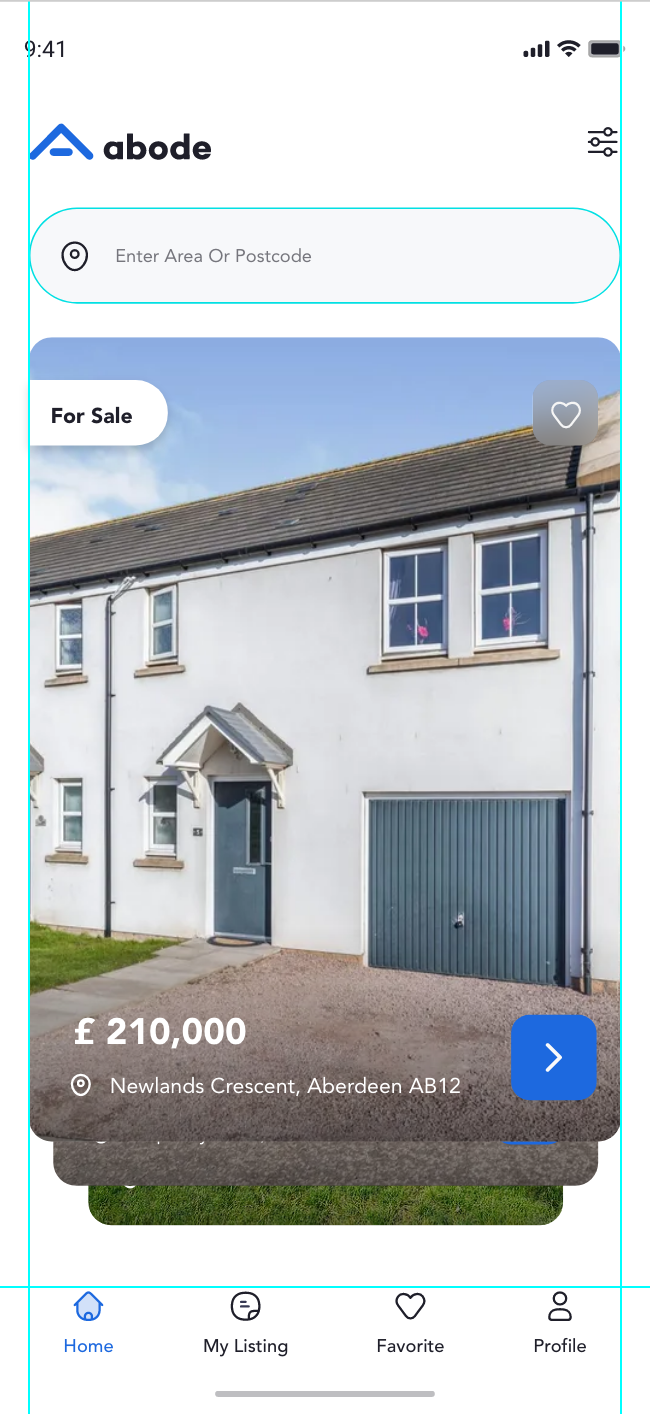 9:41
abode
Enter Area Or Postcode
For Sale
£ 210,000
Newlands Crescent, Aberdeen AB12
Home
My Listing
Favorite
Profile